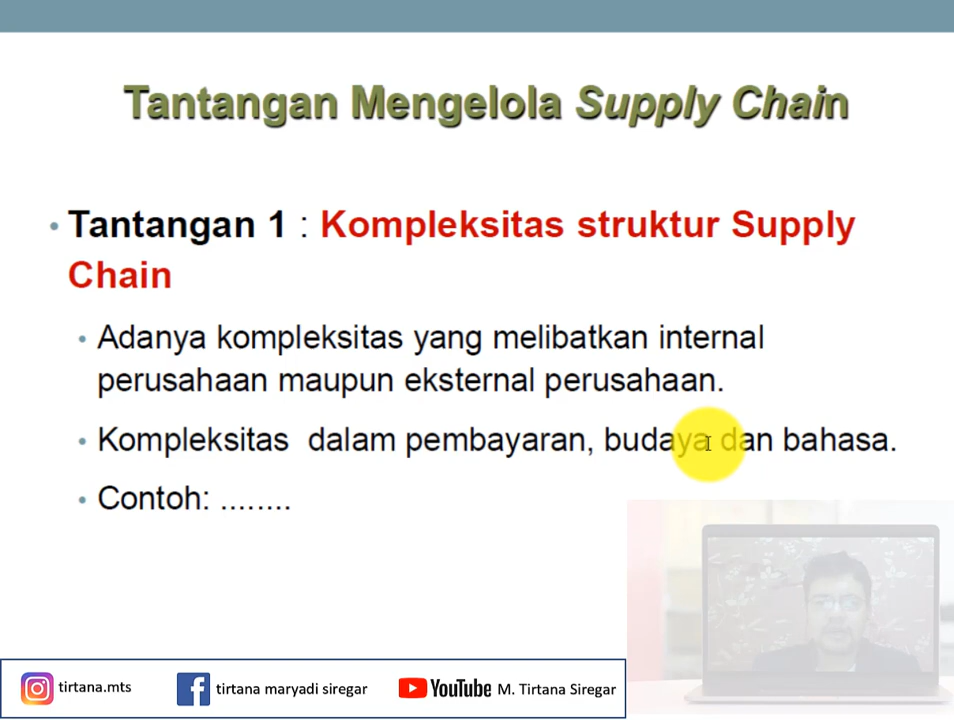 Tantangan Mengelola Supply Chain
• Tantangan 1 : Kompleksitas struktur Supply
Chain
• Adanya kompleksitas yang melibatkan internal
perusahaan maupun eksternal perusahaan.
• Kompleksitas dalam pembayaran, budaya dan bahasa.
• Contoh: ........
tirtana.mts
tirtana maryadi siregar
YouTube M. Tirtana Siregar